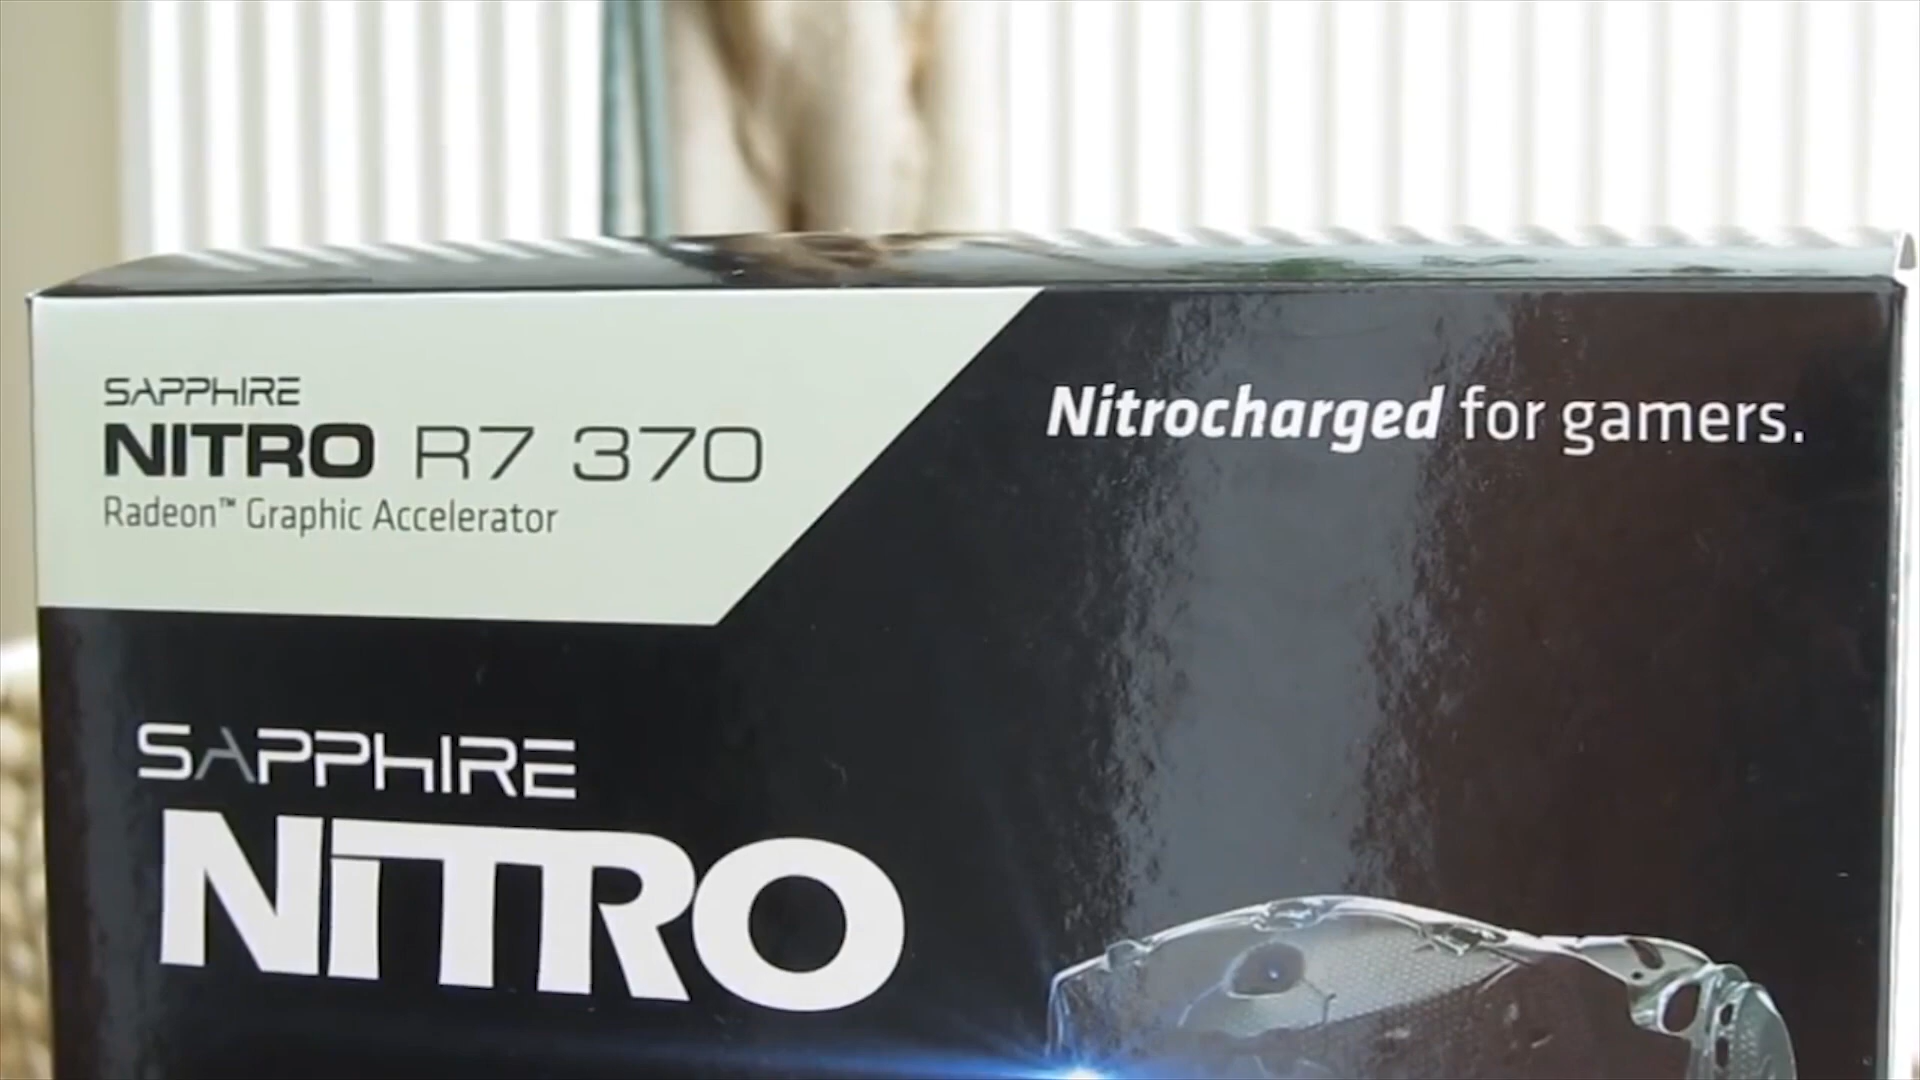 SAPPHIRE
NITRO R7 370
Radeon™ Graphic Accelerator
Nitrocharged for gamers.
SAPPHIRE
NITRO